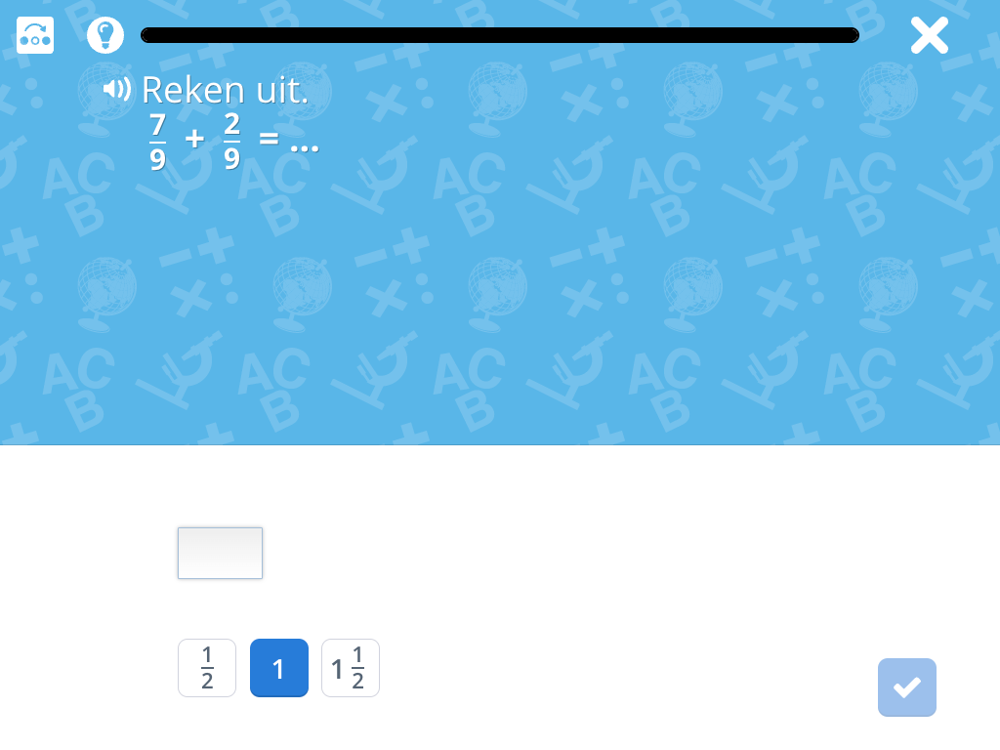 Reken uit.
7/9 + 2/9 = ...
1/2 1 1 1/2